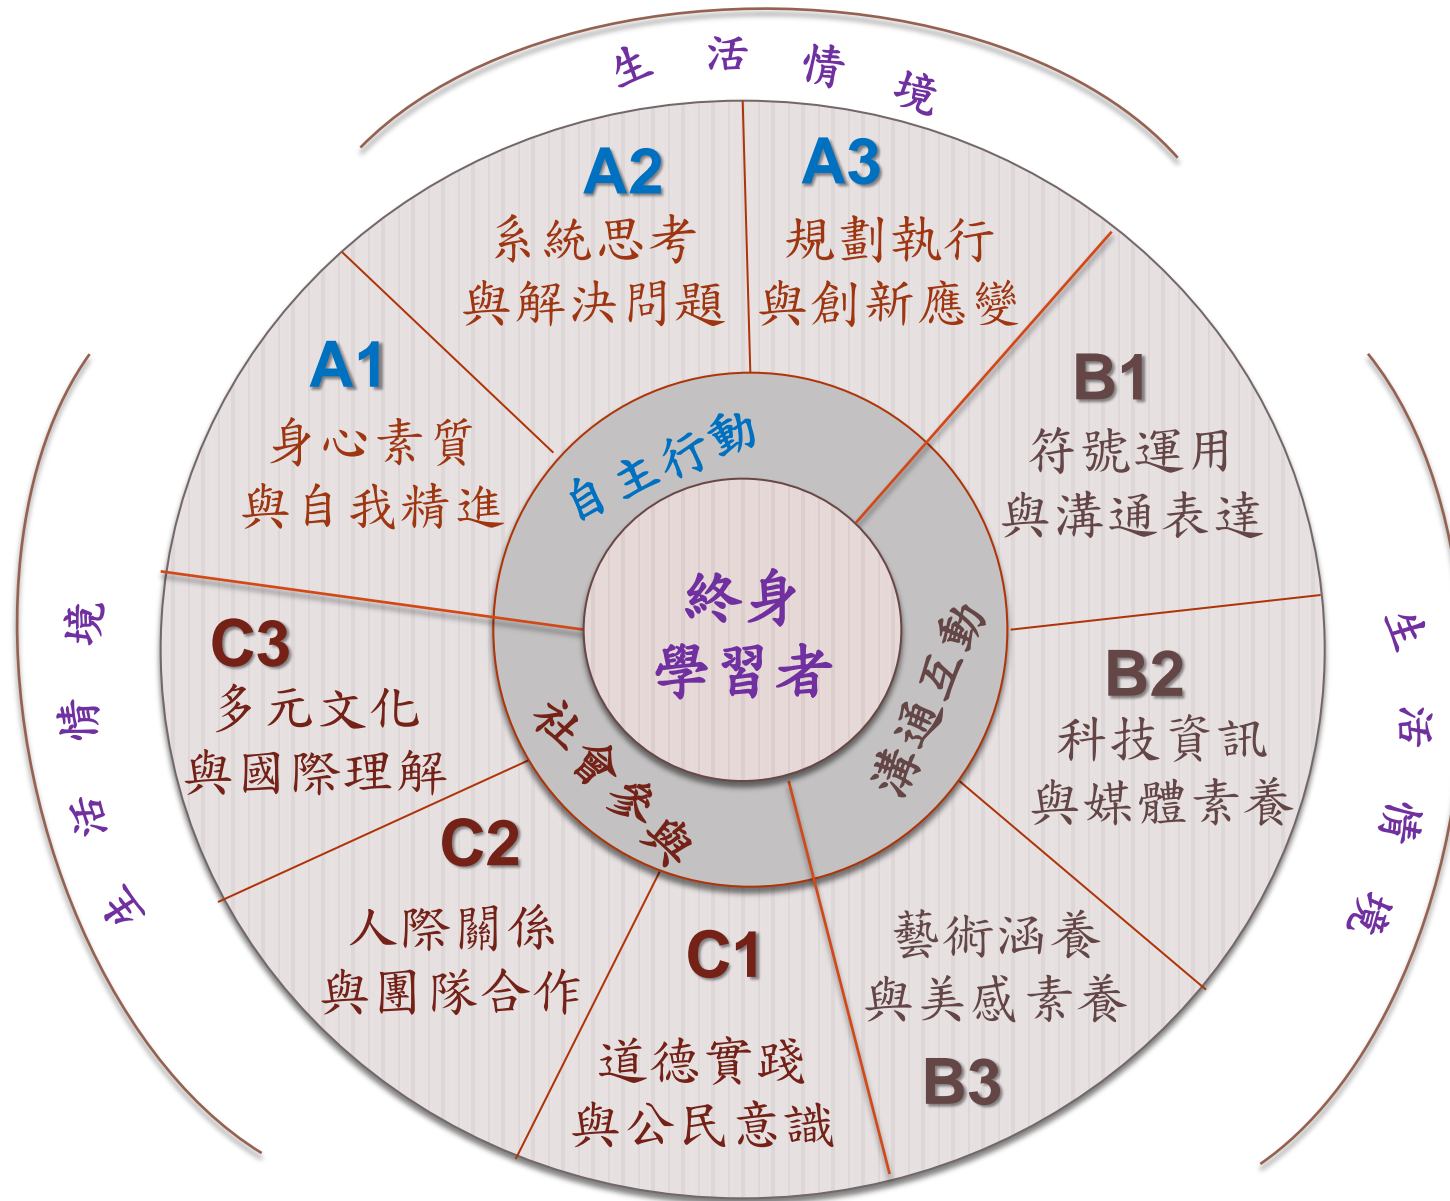 生活情境
A1
身心素質
與自我精進
A2
系統思考
與解決問題
A3
規劃執行
與創新應變
B1
符號運用
與溝通表達
B2
科技資訊
與媒體素養
藝術涵養
與美感素養
B3
C1
道德實踐
與公民意識
C2
人際關係
與團隊合作
C3
多元文化
與國際理解
自主行動
溝通互動
社會參與
終身
學習者
生活情境
生活情境